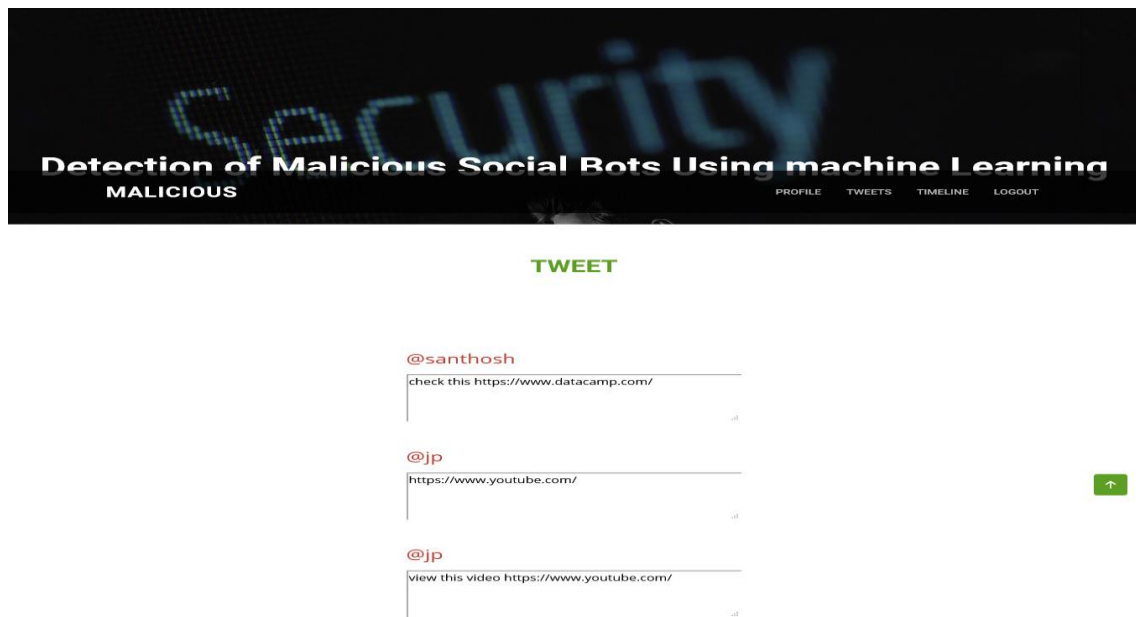 Security
Detection of Malicious Social Bots Using machine Learning
MALICIOUS PROFILE TWEETS TIMELINE LOGOUT
TWEET
@santhosh
check this https://www.datacamp.com/
@jp
https://www.youtube.com/
@jp
view this video https://www.youtube.com/